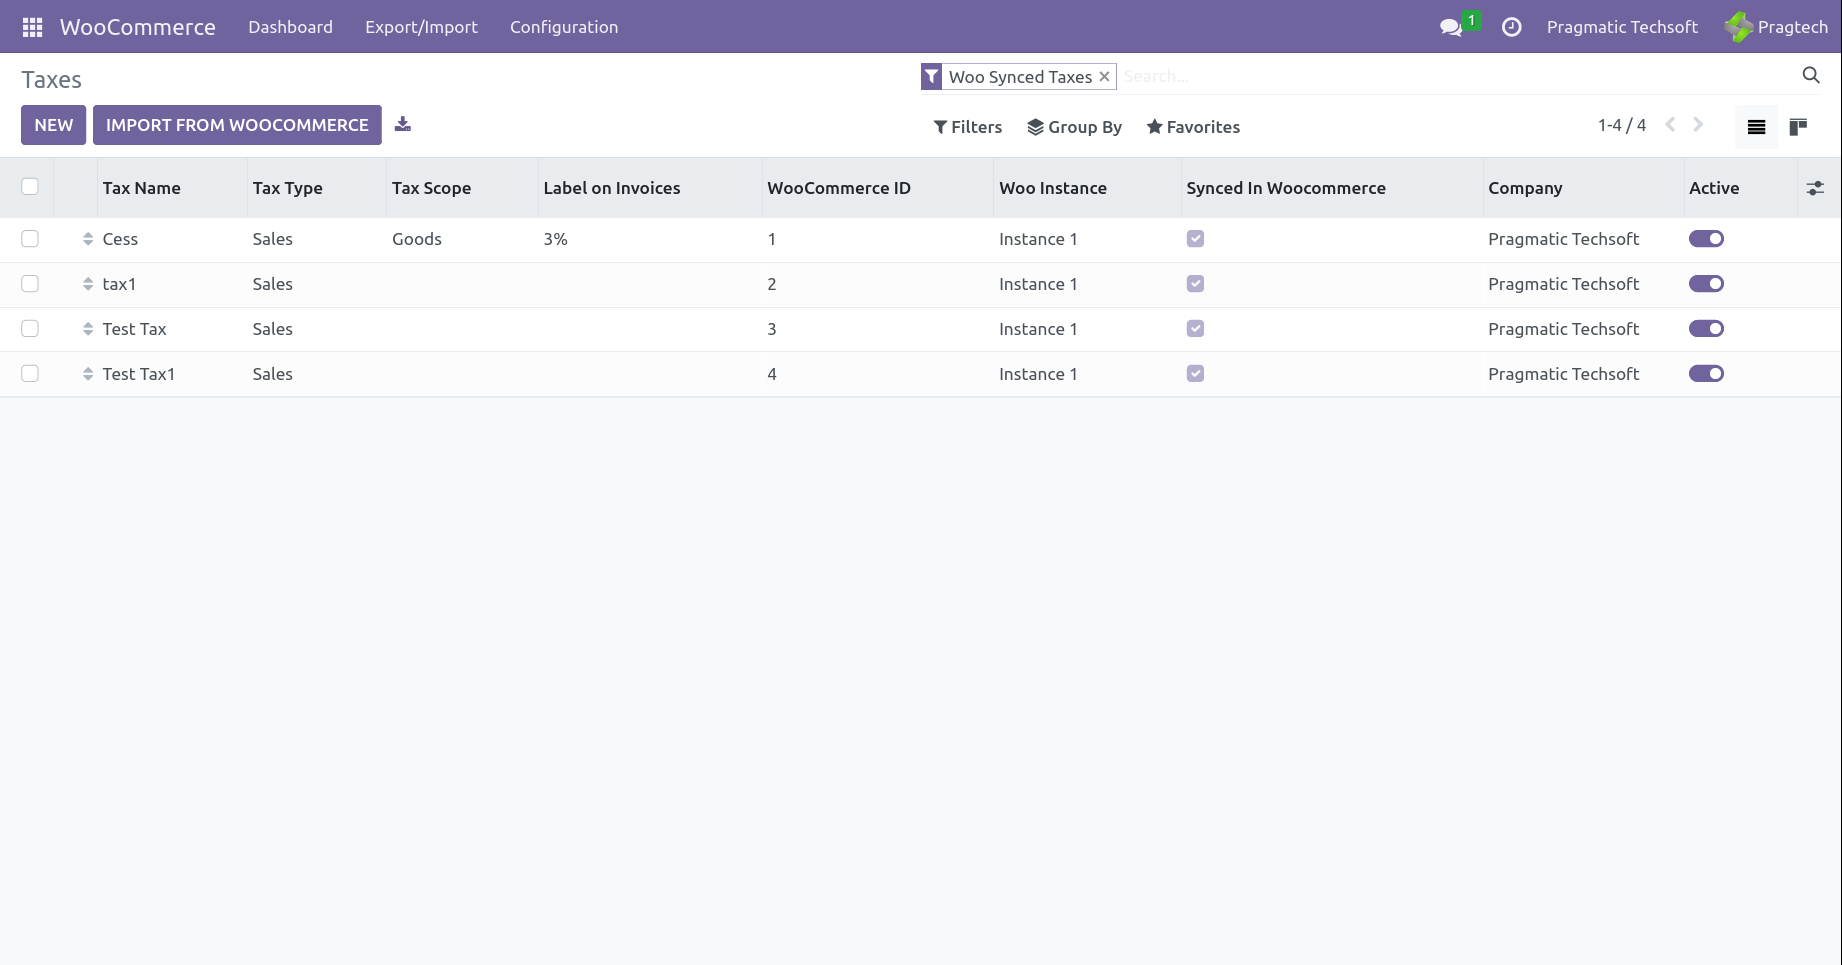 WooCommerce Dashboard Export/Import Configuration 1 Pragmatic Techsoft Pragtech
Taxes Woo Synced Taxes Search...
NEW IMPORT FROM WOOCOMMERCE Filters Group By Favorites 1-4 / 4
Tax Name Tax Type Tax Scope Label on Invoices WooCommerce ID Woo Instance Synced In Woocommerce Company Active
Cess Sales Goods 3% 1 Instance 1 Pragmatic Techsoft
tax1 Sales 2 Instance 1 Pragmatic Techsoft
Test Tax Sales 3 Instance 1 Pragmatic Techsoft
Test Tax1 Sales 4 Instance 1 Pragmatic Techsoft